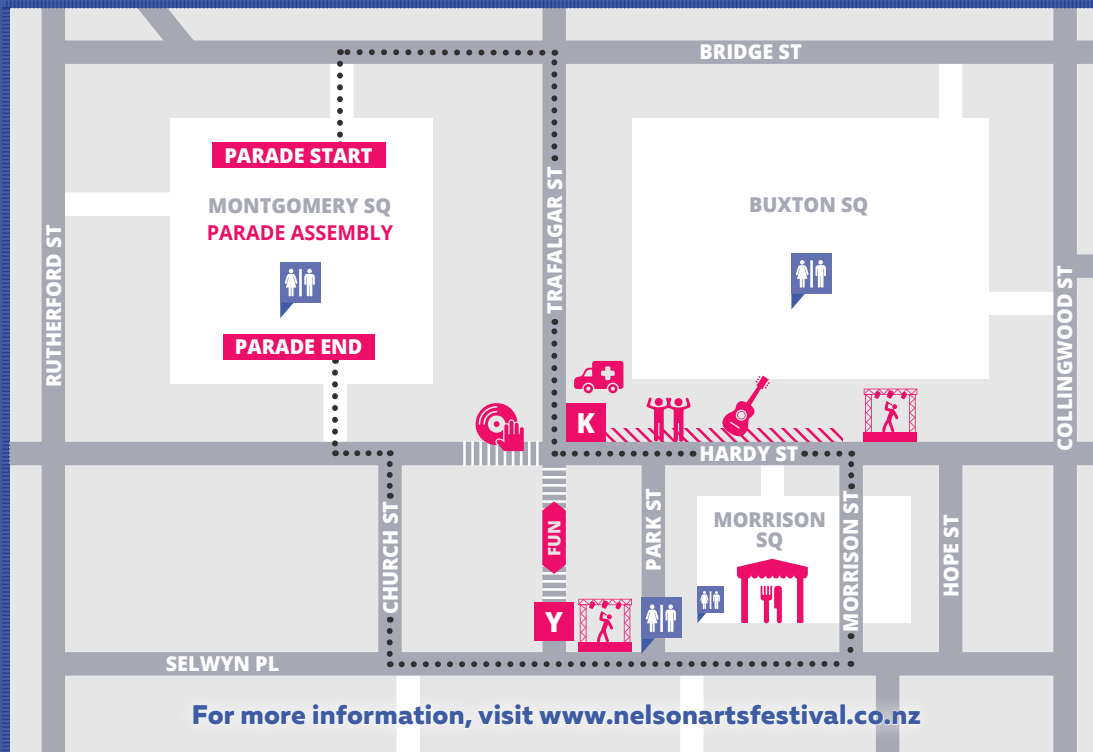 BRIDGE ST
PARADE START
MONTGOMERY SQ
PARADE ASSEMBLY
BUXTON SQ
TRAFALGAR ST
RUTHERFORD ST
COLLINGWOOD ST
PARADE END
K
HARDY ST
CHURCH ST
FUN
PARK ST
MORRISON
SQ
MORRISON ST
HOPE ST
Y
SELWYN PL
For more information, visit www.nelsonartsfestival.co.nz